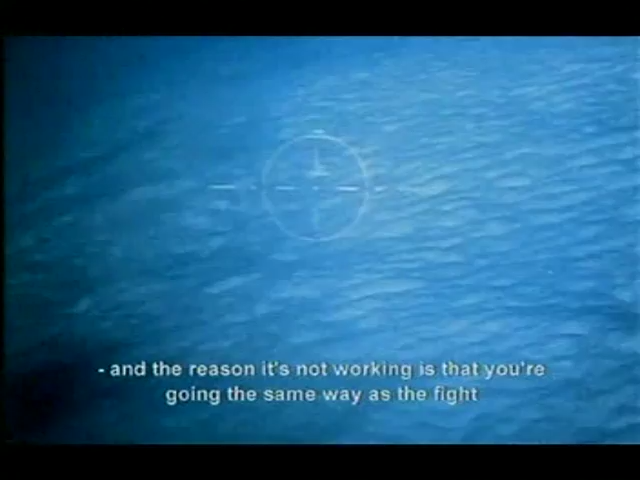 - and the reason it's not working is that you're
going the same way as the fight